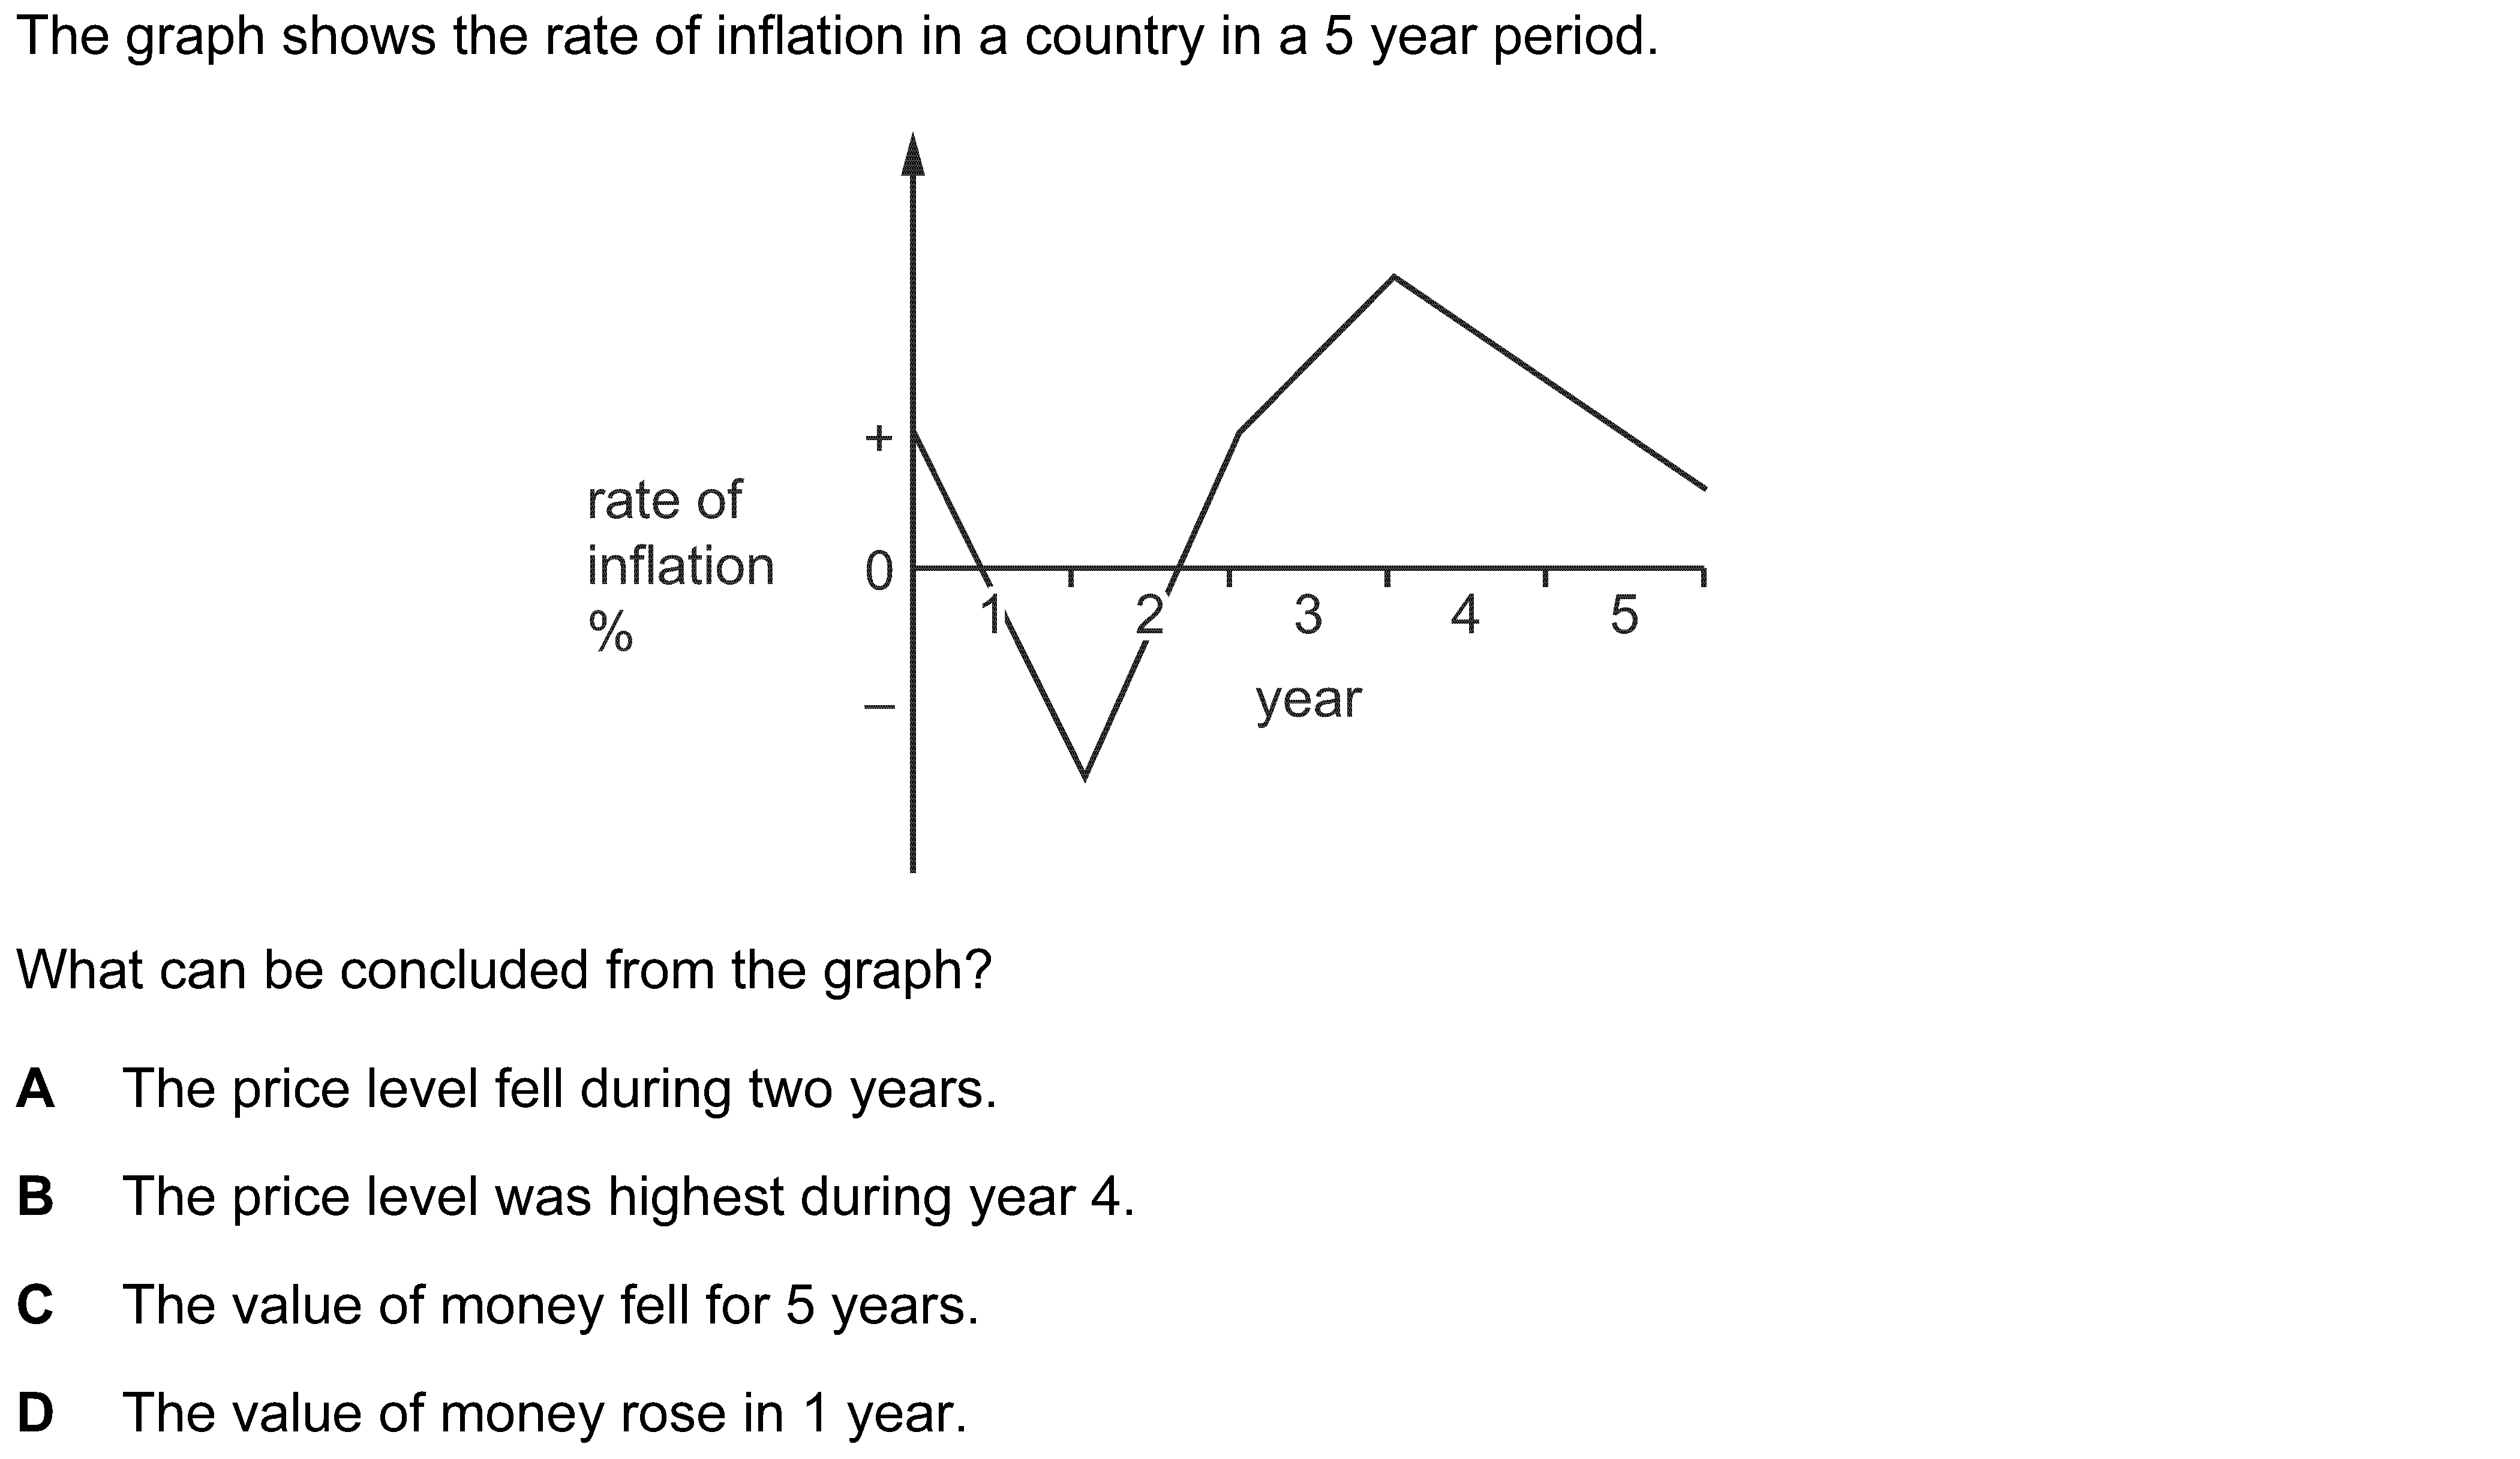 The graph shows the rate of inflation in a country in a 5 year period.
+
rate of
inflation
%
0
–
1 2 3 4 5
year
What can be concluded from the graph?
A The price level fell during two years.
B The price level was highest during year 4.
C The value of money fell for 5 years.
D The value of money rose in 1 year.